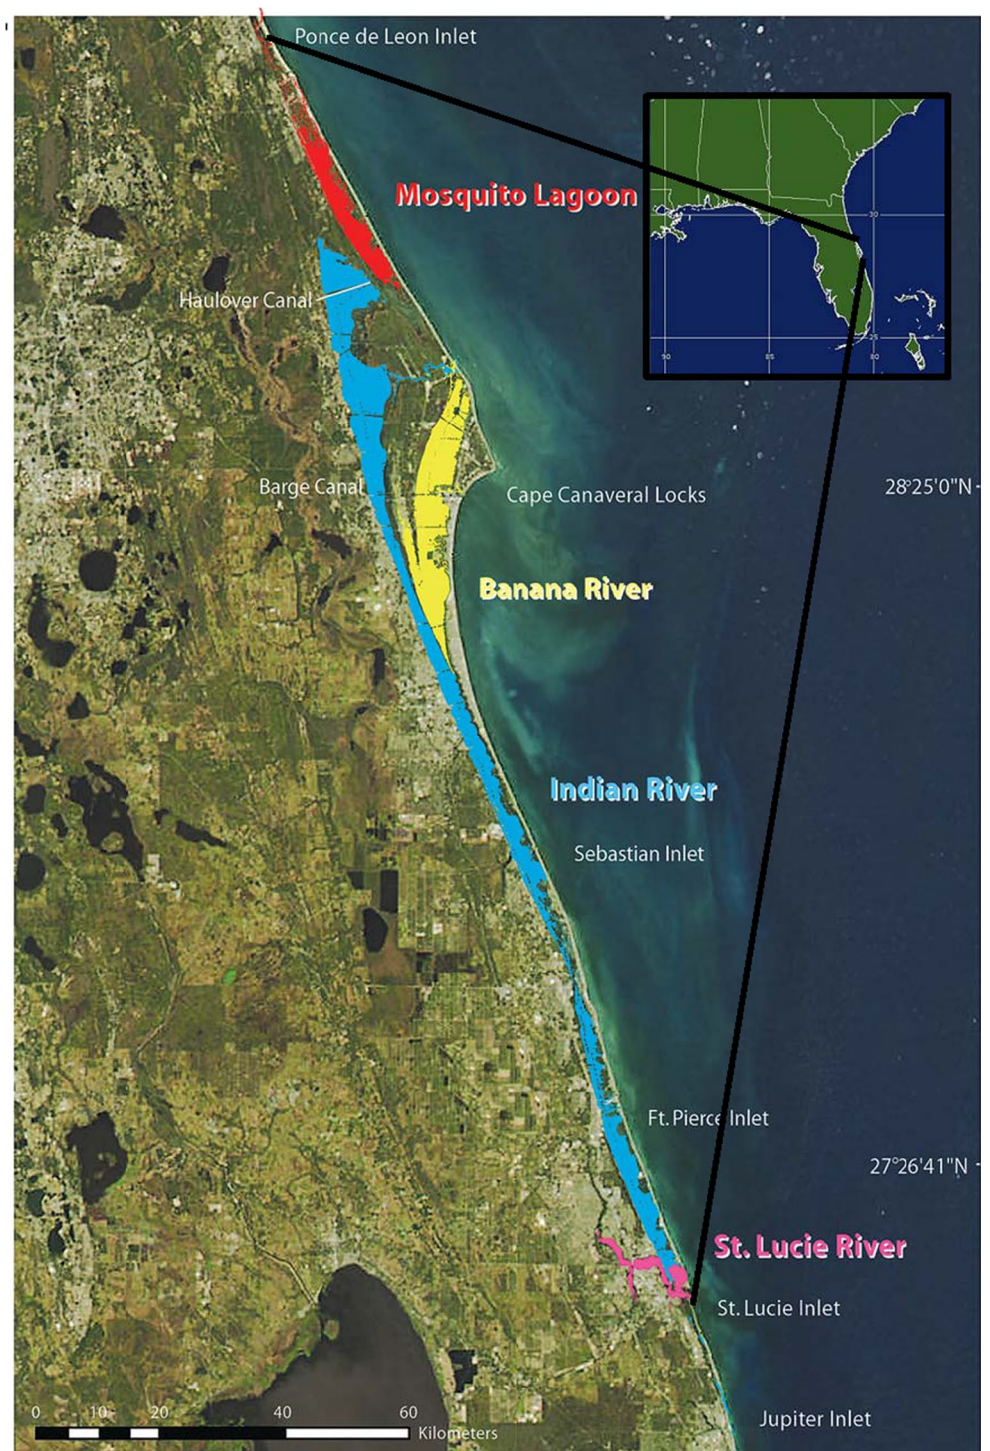 Ponce de Leon Inlet
Mosquito Lagoon
30
25
90
85
80
Haulover Canal
Barge Canal
Cape Canaveral Locks
28°25'0"N
Banana River
Indian River
Sebastian Inlet
Ft. Pierce Inlet
27°26'41"N
St. Lucie River
St. Lucie Inlet
0 10 20 40 60
Kilometers
Jupiter Inlet